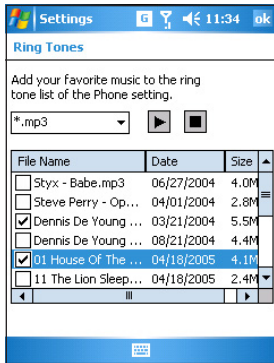 Settings G 11:34 ok
Ring Tones
Add your favorite music to the ring
tone list of the Phone setting.
*.mp3
File Name Date Size
Styx - Babe.mp3 06/27/2004 4.0M
Steve Perry - Op... 04/01/2004 2.8M
Dennis De Young ... 03/21/2004 5.5M
Dennis De Young ... 08/21/2004 4.4M
01 House Of The ... 04/18/2005 4.1M
11 The Lion Sleep... 04/18/2005 2.4M